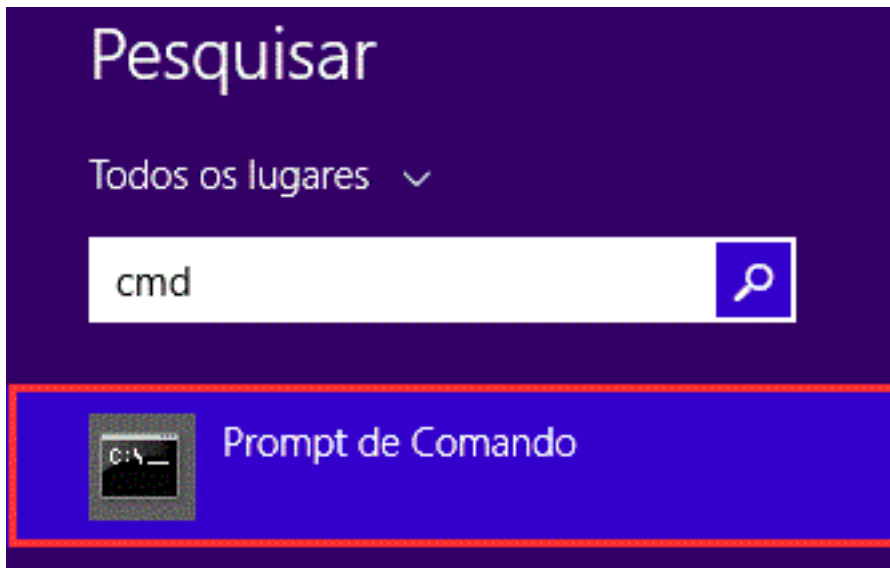 Pesquisar
Todos os lugares
cmd
C:\_
Prompt de Comando